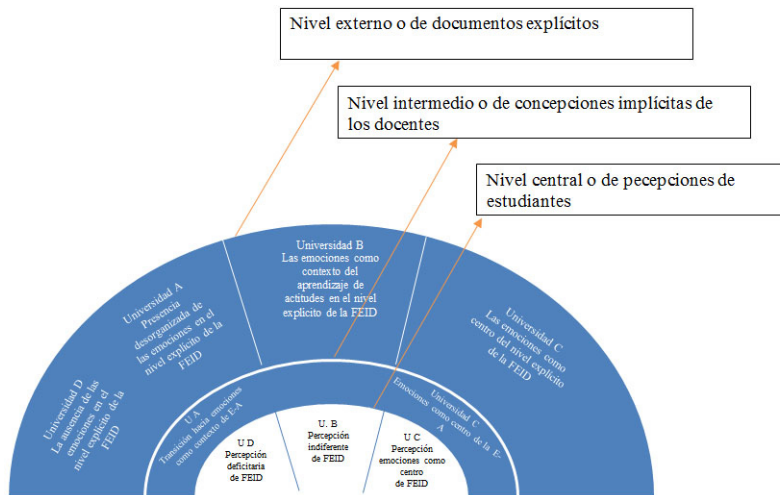 Nivel externo o de documentos explícitos
Nivel intermedio o de concepciones implícitas de
los docentes
Nivel central o de pecepciones de
estudiantes
Universidad D
La ausencia de las
emociones en el
nivel explícito de la
FEID
Universidad A
Presencia
desorganizada de
las emociones en el
nivel explícito de la
FEID
Universidad B
Las emociones como
contexto del
aprendizaje de
actitudes en el nivel
explícito de la FEID
Universidad C
Las emociones como
centro del nivel explícito
de la FEID
U A
Transición hacia emociones
como contexto de E-A
Universidad C
Emociones como centro de la E-
A
U D
Percepción
deficitaria
de FEID
U. B
Percepción
indiferente
de FEID
U C
Percepción
emociones como
centro
de FEID